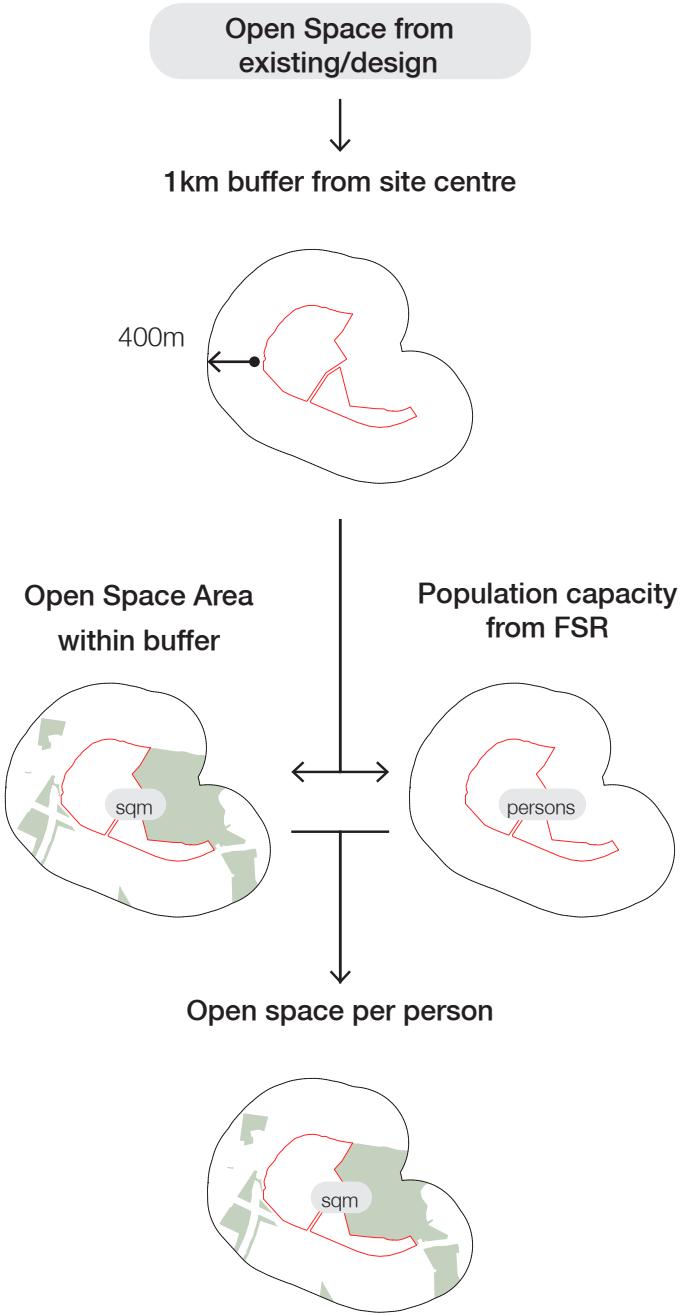 Open Space from
existing/design
1km buffer from site centre
400m
Open Space Area
within buffer
Population capacity
from FSR
sqm
persons
Open space per person
sqm